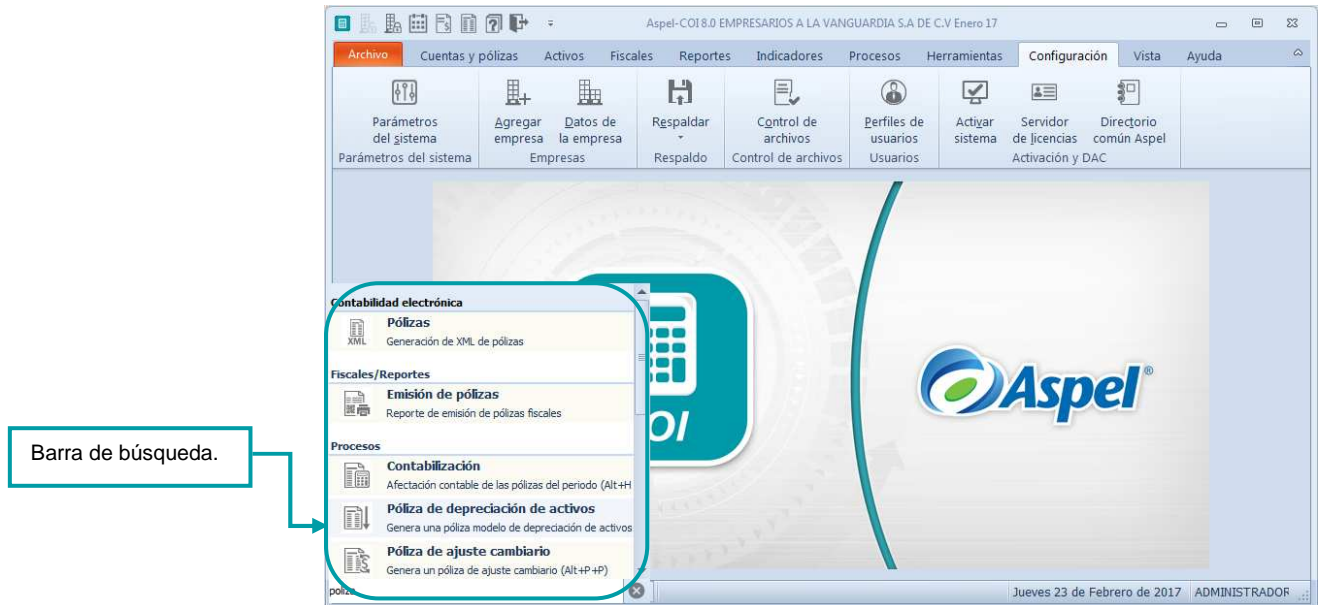 Aspel-COI 8.0 EMPRESARIOS A LA VANGUARDIA S.A DE C.V Enero 17
Archivo Cuentas y pólizas Activos Fiscales Reportes Indicadores Procesos Herramientas Configuración Vista Ayuda
Parámetros del sistema
Agregar empresa
Datos de la empresa
Respaldar
Control de archivos
Perfiles de usuarios
Activar sistema
Servidor de licencias
Directorio común Aspel
Parámetros del sistema Empresas Respaldo Control de archivos Usuarios Activación y DAC
Contabilidad electrónica
XML
Pólizas
Generación de XML de pólizas
Fiscales/Reportes
Emisión de pólizas
Reporte de emisión de pólizas fiscales
Procesos
Contabilización
Afectación contable de las pólizas del periodo (Alt+H
Póliza de depreciación de activos
Genera una póliza modelo de depreciación de activos
Póliza de ajuste cambiario
Genera un póliza de ajuste cambiario (Alt+P+P)
poliza
OI
Aspel®
Barra de búsqueda.
Jueves 23 de Febrero de 2017 ADMINISTRADOR